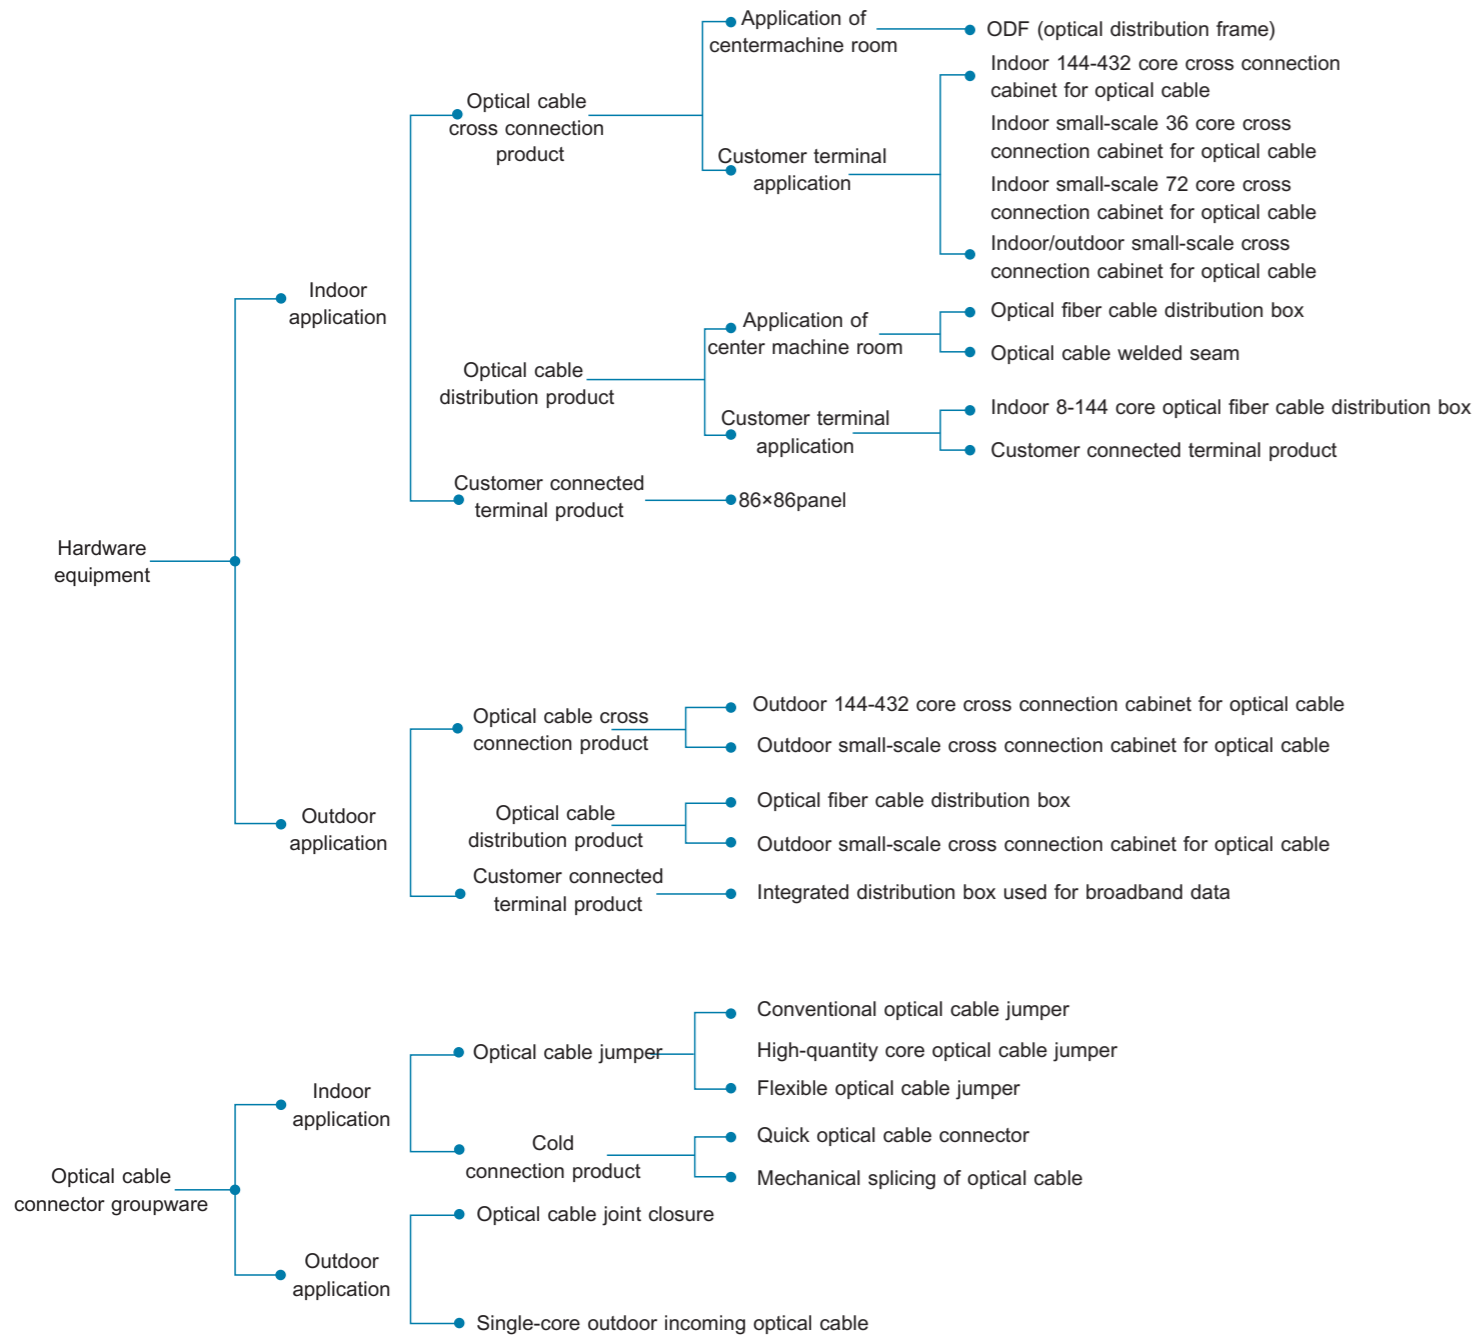 Application of
centermachine room
ODF (optical distribution frame)
Indoor 144-432 core cross connection
cabinet for optical cable
Optical cable
cross connection
product
Indoor small-scale 36 core cross
connection cabinet for optical cable
Customer terminal
application
Indoor small-scale 72 core cross
connection cabinet for optical cable
Indoor/outdoor small-scale cross
connection cabinet for optical cable
Indoor
application
Application of
center machine room
Optical fiber cable distribution box
Optical cable welded seam
Optical cable
distribution product
Customer terminal
application
Indoor 8-144 core optical fiber cable distribution box
Customer connected terminal product
Customer connected
terminal product
86×86panel
Hardware
equipment
Optical cable cross
connection product
Outdoor 144-432 core cross connection cabinet for optical cable
Outdoor small-scale cross connection cabinet for optical cable
Outdoor
application
Optical cable
distribution product
Optical fiber cable distribution box
Outdoor small-scale cross connection cabinet for optical cable
Customer connected
terminal product
Integrated distribution box used for broadband data
Conventional optical cable jumper
Optical cable jumper
High-quantity core optical cable jumper
Flexible optical cable jumper
Indoor
application
Cold
connection product
Quick optical cable connector
Mechanical splicing of optical cable
Optical cable
connector groupware
Optical cable joint closure
Outdoor
application
Single-core outdoor incoming optical cable